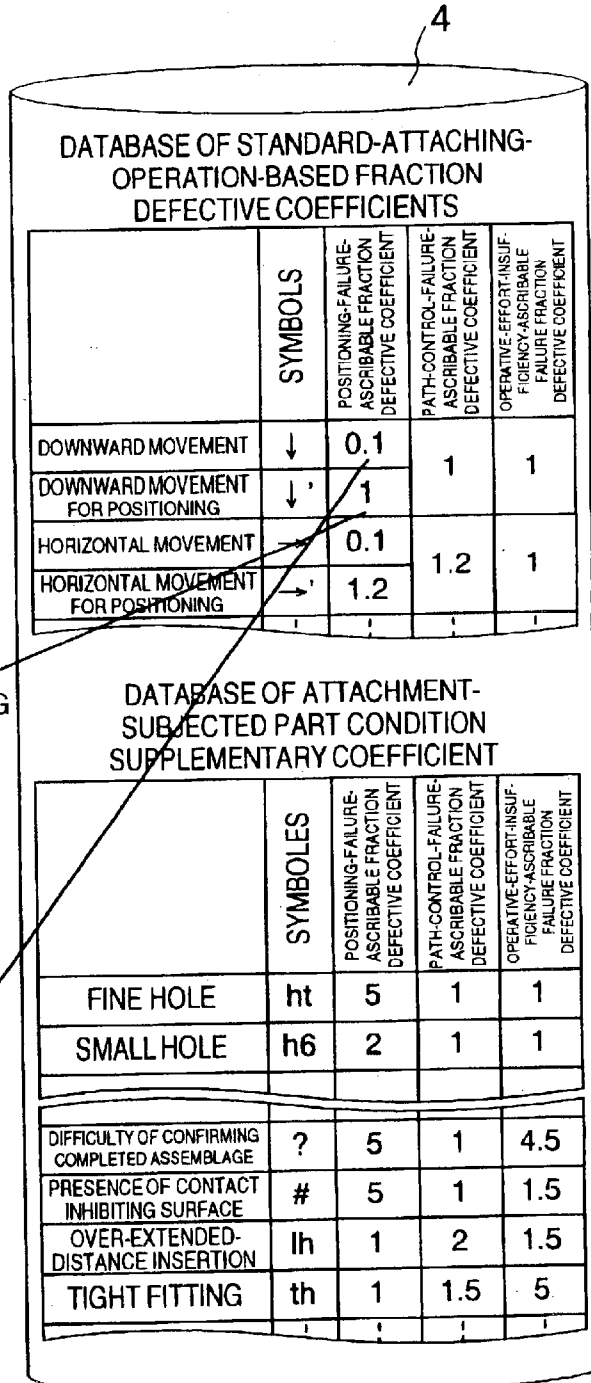 4
DATABASE OF STANDARD-ATTACHING-
OPERATION-BASED FRACTION
DEFECTIVE COEFFICIENTS
SYMBOLS
POSITIONING-FAILURE-
ASCRIBABLE FRACTION
DEFECTIVE COEFFICIENT
PATH-CONTROL-FAILURE-
ASCRIBABLE FRACTION
DEFECTIVE COEFFICIENT
OPERATIVE-EFFORT-INSUF-
FICIENCY-ASCRIBABLE
FAILURE FRACTION
DEFECTIVE COEFFICIENT
DOWNWARD MOVEMENT ↓ 0.1 1 1
DOWNWARD MOVEMENT
FOR POSITIONING ↓' 1
HORIZONTAL MOVEMENT → 0.1 1.2 1
HORIZONTAL MOVEMENT
FOR POSITIONING →' 1.2
G
DATABASE OF ATTACHMENT-
SUBJECTED PART CONDITION
SUPPLEMENTARY COEFFICIENT
SYMBOLES
POSITIONING-FAILURE-
ASCRIBABLE FRACTION
DEFECTIVE COEFFICIENT
PATH-CONTROL-FAILURE-
ASCRIBABLE FRACTION
DEFECTIVE COEFFICIENT
OPERATIVE-EFFORT-INSUF-
FICIENCY-ASCRIBABLE
FAILURE FRACTION
DEFECTIVE COEFFICIENT
FINE HOLE ht 5 1 1
SMALL HOLE h6 2 1 1
DIFFICULTY OF CONFIRMING
COMPLETED ASSEMBLAGE ? 5 1 4.5
PRESENCE OF CONTACT
INHIBITING SURFACE # 5 1 1.5
OVER-EXTENDED-
DISTANCE INSERTION lh 1 2 1.5
TIGHT FITTING th 1 1.5 5